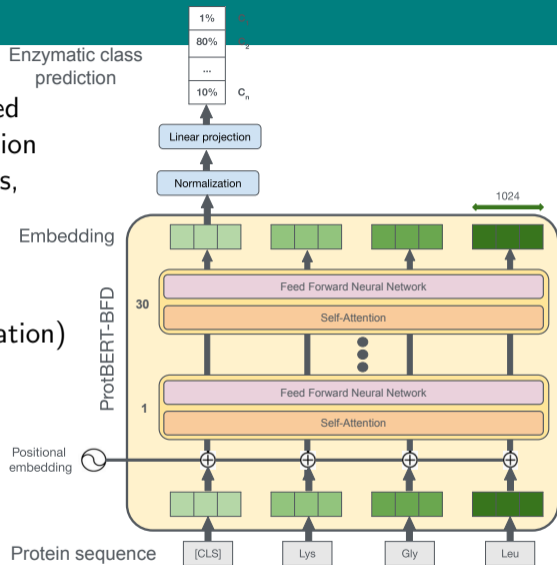 1%
Enzymatic class
prediction
80%
...
10% Cn
ed
ion
s,
ation)
Linear projection
Normalization
1024
Embedding
ProtBERT-BFD
30
Feed Forward Neural Network
Self-Attention
1
Feed Forward Neural Network
Self-Attention
Positional
embedding
Protein sequence
[CLS] Lys Gly Leu